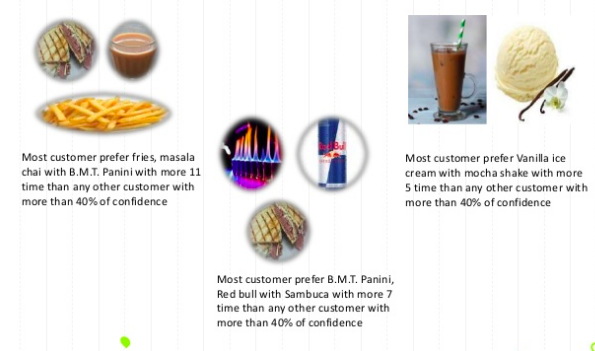 Most customer prefer fries, masala
chai with B.M.T. Panini with more 11
time than any other customer with
more than 40% of confidence
Red Bull
Most customer prefer B.M.T. Panini,
Red bull with Sambuca with more 7
time than any other customer with
more than 40% of confidence
Most customer prefer Vanilla ice
cream with mocha shake with more
5 time than any other customer with
more than 40% of confidence